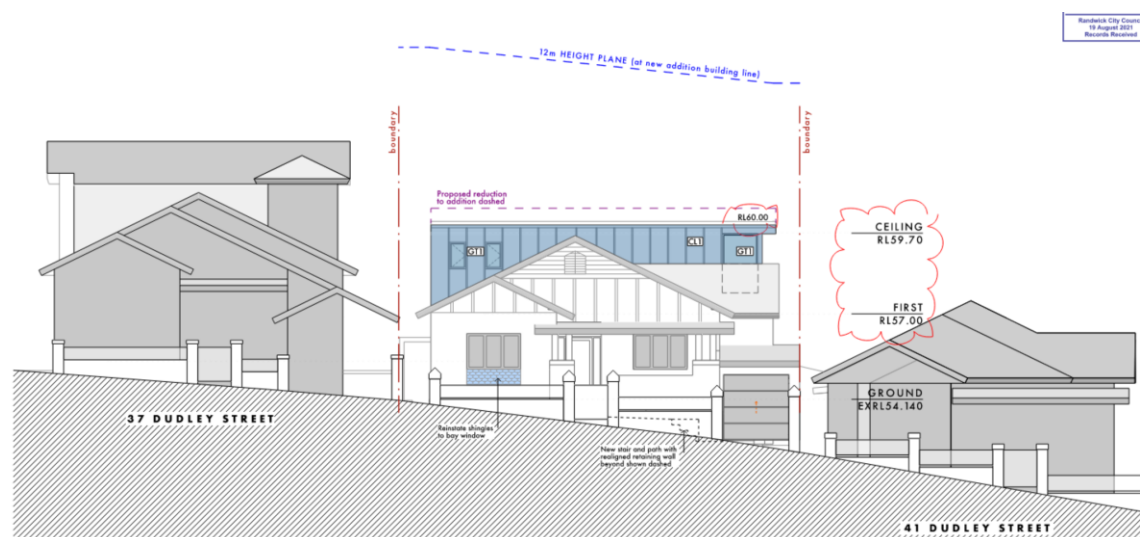 Randwick City Counc
19 August 2021
Records Received
12m HEIGHT PLANE (at new addition building line)
boundary
boundary
Proposed reduction
to addition dashed
RL60.00
CEILING
RL59.70
GT1
CL1
GT1
FIRST
RL57.00
GROUND
EXRL54.140
37 DUDLEY STREET
Reinstate shingles
to bay window
New stair and path with
realigned retaining wall
beyond shown dashed
41 DUDLEY STREET